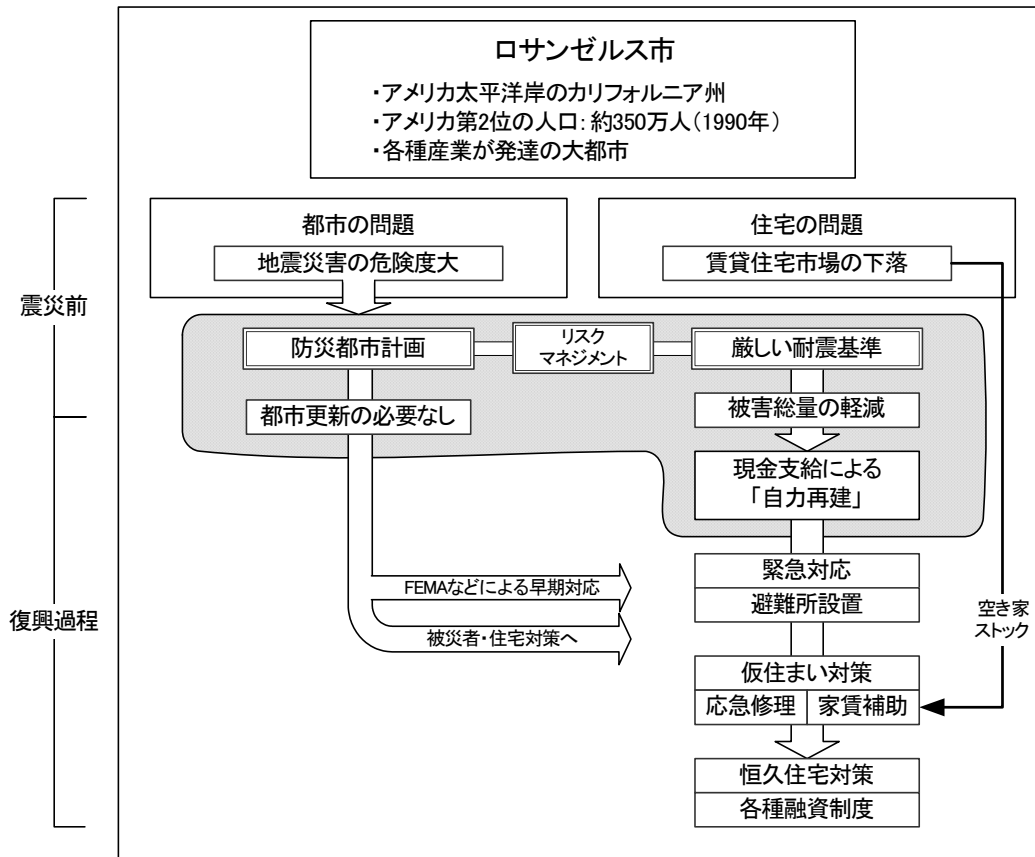 ロサンゼルス市
・アメリカ太平洋岸のカリフォルニア州
・アメリカ第2位の人口：約350万人（1990年）
・各種産業が発達の大都市
都市の問題
地震災害の危険度大
住宅の問題
賃貸住宅市場の下落
震災前
防災都市計画
リスク
マネジメント
厳しい耐震基準
都市更新の必要なし
被害総量の軽減
現金支給による
「自力再建」
緊急対応
避難所設置
FEMAなどによる早期対応
被災者・住宅対策へ
復興過程
空き家
ストック
仮住まい対策
応急修理
家賃補助
恒久住宅対策
各種融資制度